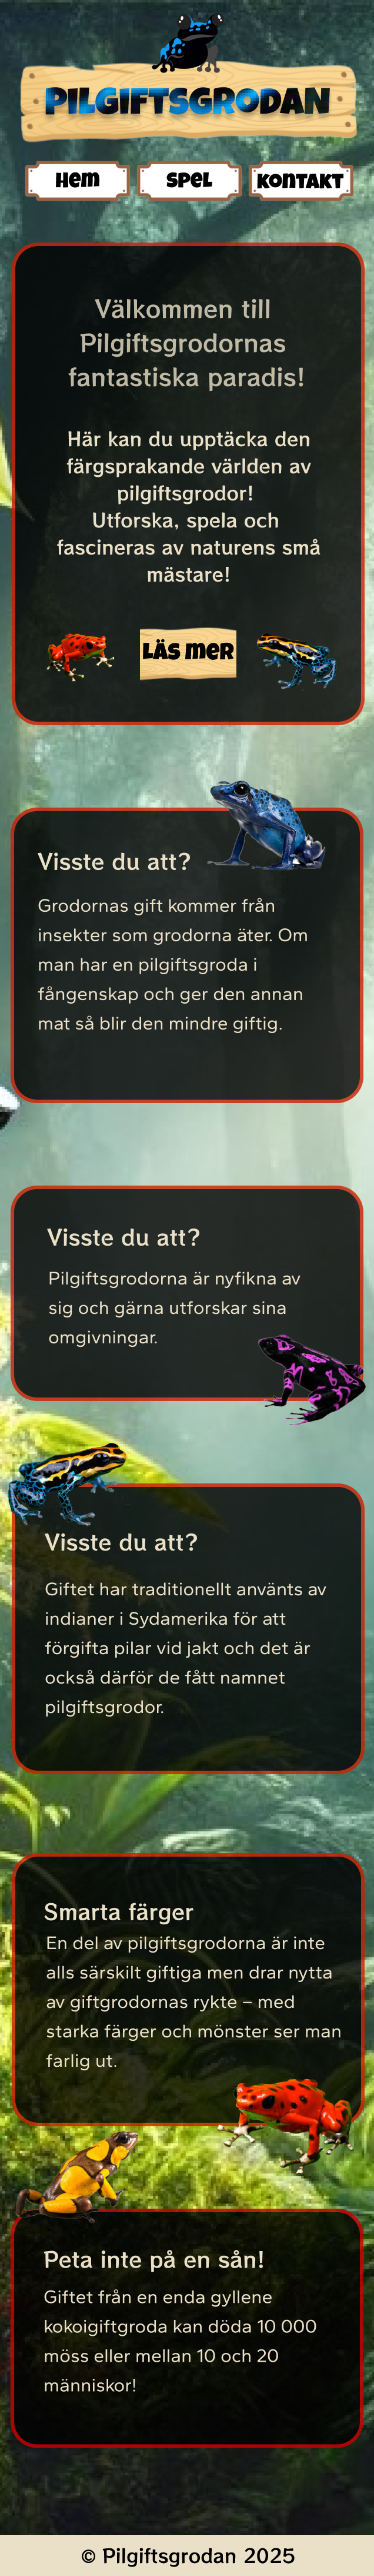 PILGIFTSGRODAN
Hem
Spel
Kontakt
Välkommen till
Pilgiftsgrodornas
fantastiska paradis!
Här kan du upptäcka den
färgsprakande världen av
pilgiftsgrodor!
Utforska, spela och
fascineras av naturens små
mästare!
Läs mer
Visste du att?
Grodornas gift kommer från
insekter som grodorna äter. Om
man har en pilgiftsgroda i
fångenskap och ger den annan
mat så blir den mindre giftig.
Visste du att?
Pilgiftsgrodorna är nyfikna av
sig och gärna utforskar sina
omgivningar.
Visste du att?
Giftet har traditionellt använts av
indianer i Sydamerika för att
förgifta pilar vid jakt och det är
också därför de fått namnet
pilgiftsgrodor.
Smarta färger
En del av pilgiftsgrodorna är inte
alls särskilt giftiga men drar nytta
av giftgrodornas rykte – med
starka färger och mönster ser man
farlig ut.
Peta inte på en sån!
Giftet från en enda gyllene
kokoigiftgroda kan döda 10 000
möss eller mellan 10 och 20
människor!
© Pilgiftsgrodan 2025